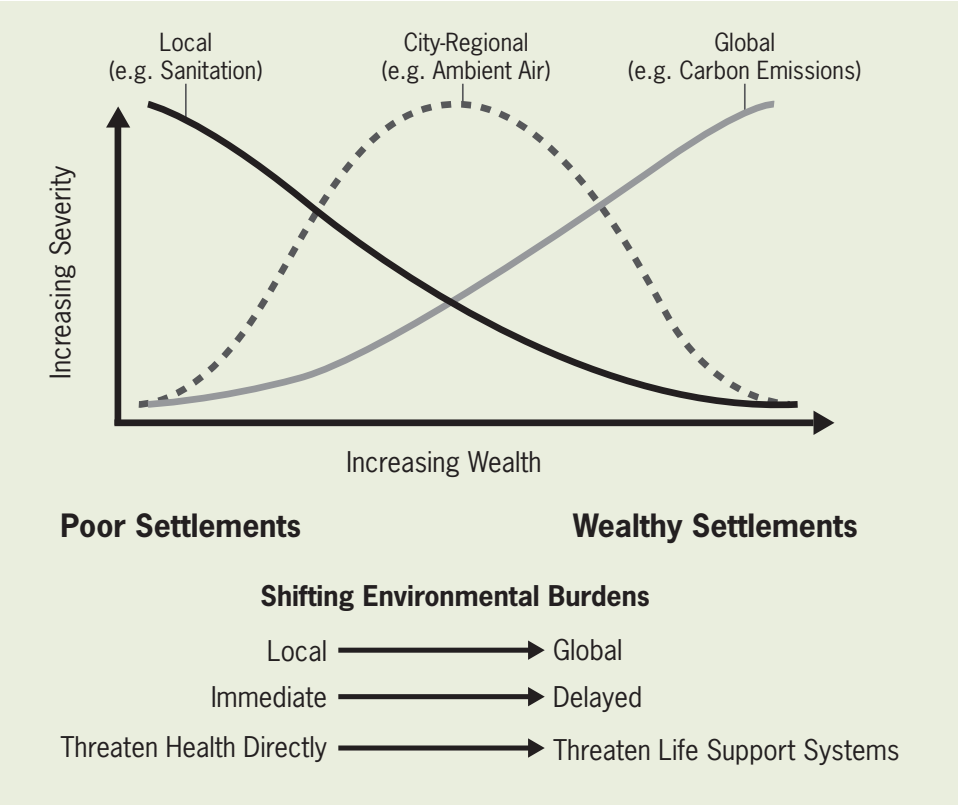 Local
(e.g. Sanitation)
City-Regional
(e.g. Ambient Air)
Global
(e.g. Carbon Emissions)
Increasing Severity
Increasing Wealth
Poor Settlements
Wealthy Settlements
Shifting Environmental Burdens
Local
Global
Immediate
Delayed
Threaten Health Directly
Threaten Life Support Systems